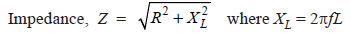 Impedance, Z = √(R² + X_L²) where X_L = 2πfL